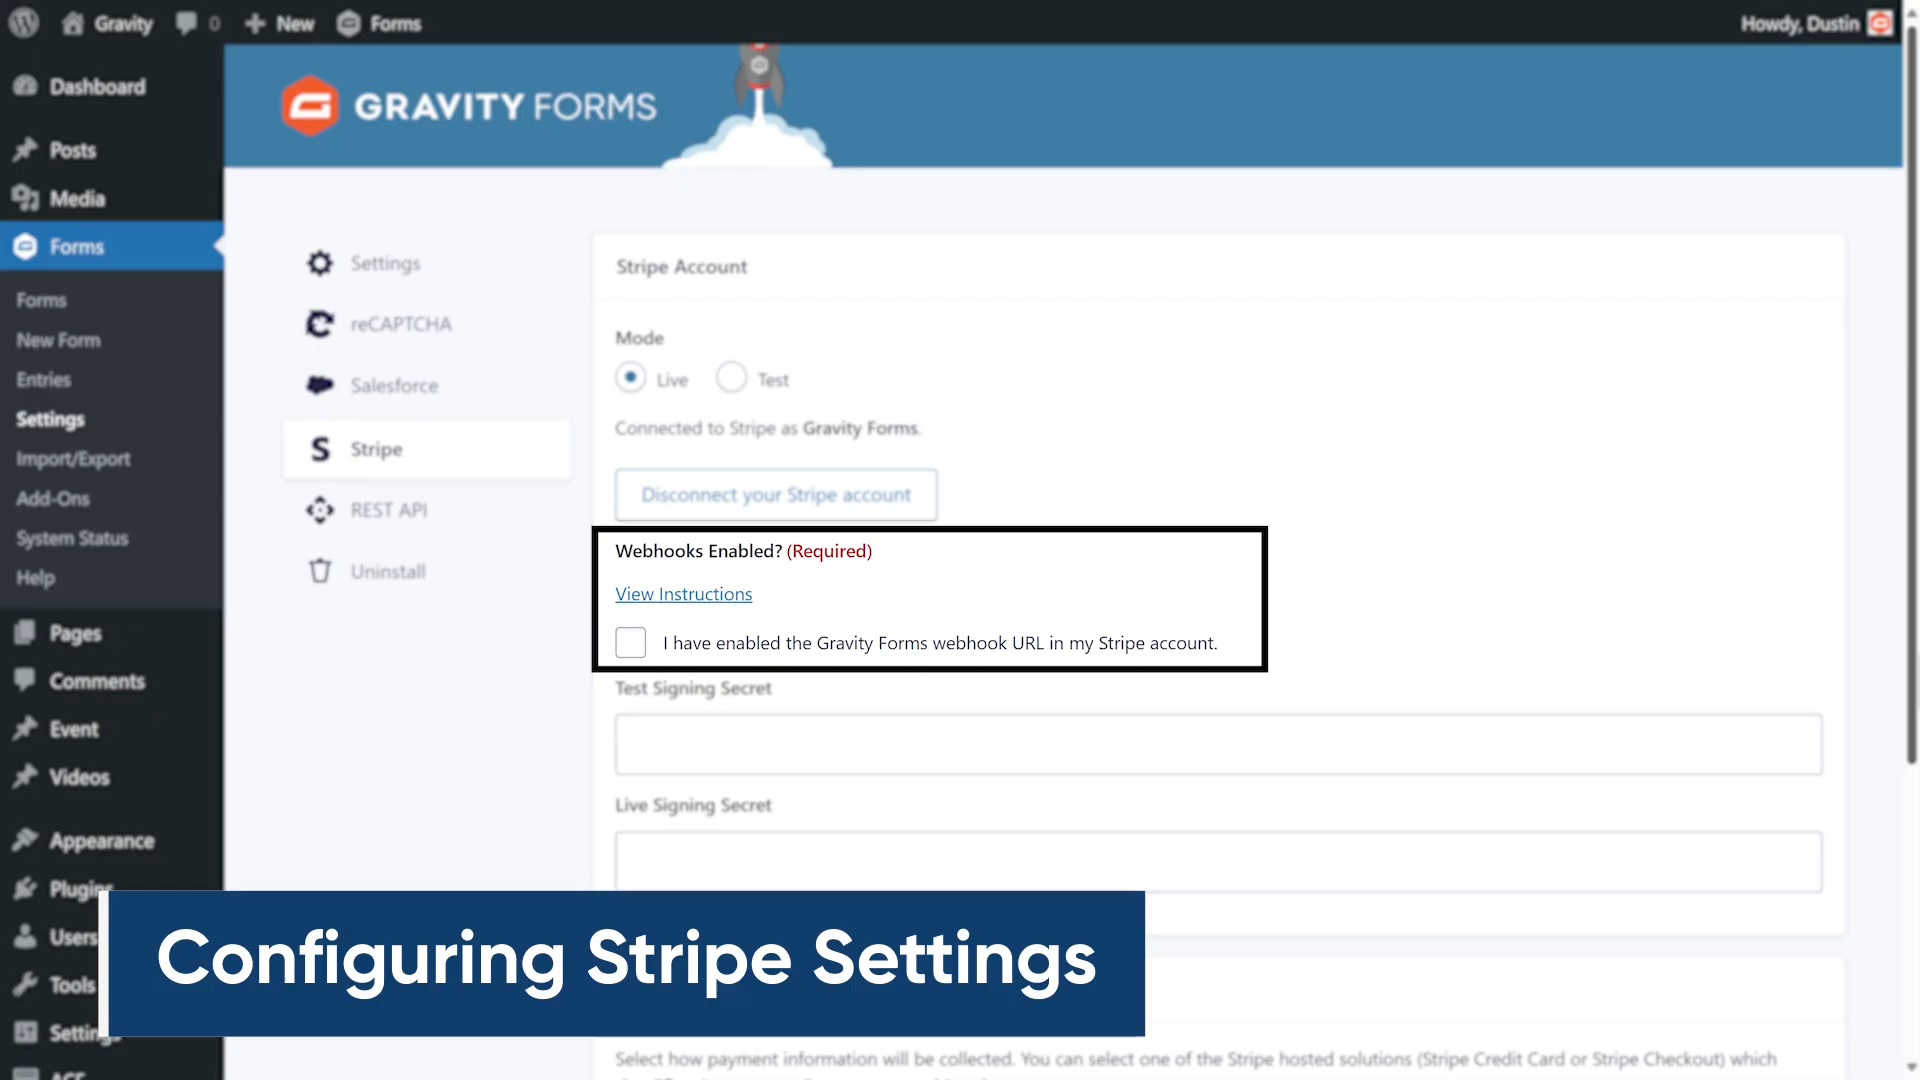 Gravity
0
New
Forms
Howdy, Dustin
Dashboard
Posts
Media
Forms
Forms
New Form
Entries
Settings
Import/Export
Add-Ons
System Status
Help
Pages
Comments
Event
Videos
Appearance
Plugins
Users
Tools
Settings
GRAVITY FORMS
Settings
reCAPTCHA
Salesforce
Stripe
REST API
Uninstall
Stripe Account
Mode
Live Test
Connected to Stripe as Gravity Forms.
Disconnect your Stripe account
Webhooks Enabled? (Required)
View Instructions
I have enabled the Gravity Forms webhook URL in my Stripe account.
Test Signing Secret
Live Signing Secret
Configuring Stripe Settings
Select how payment information will be collected. You can select one of the Stripe hosted solutions (Stripe Credit Card or Stripe Checkout) which